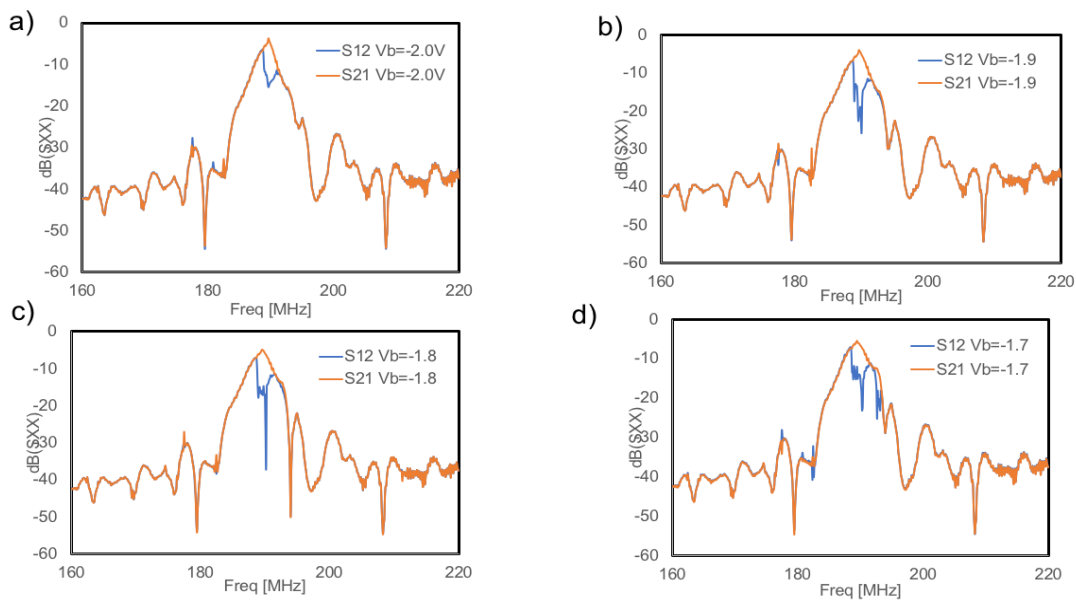 a)
0
-10
-20
-30
-40
-50
-60
dB(SXX)
S12 Vb=-2.0V
S21 Vb=-2.0V
160
180
200
220
Freq [MHz]
b)
0
-10
-20
-30
-40
-50
-60
dB(SXX)
S12 Vb=-1.9
S21 Vb=-1.9
160
180
200
220
Freq [MHz]
c)
0
-10
-20
-30
-40
-50
-60
dB(SXX)
S12 Vb=-1.8
S21 Vb=-1.8
160
180
200
220
Freq [MHz]
d)
0
-10
-20
-30
-40
-50
-60
dB(SXX)
S12 Vb=-1.7
S21 Vb=-1.7
160
180
200
220
Freq [MHz]